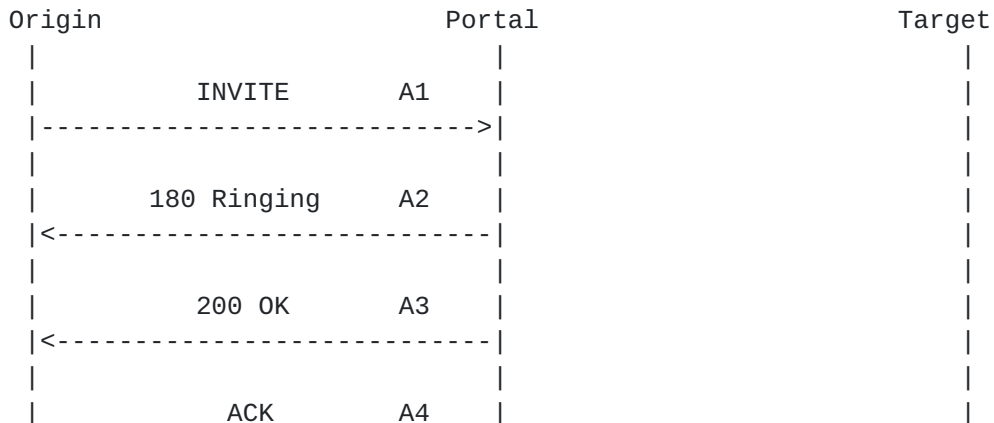 Origin                      Portal                       Target
 |                             |                             |
 |          INVITE       A1    |                             |
 |---------------------------->|                             |
 |                             |                             |
 |       180 Ringing     A2    |                             |
 |<----------------------------|                             |
 |                             |                             |
 |          200 OK       A3    |                             |
 |<----------------------------|                             |
 |                             |                             |
 |            ACK        A4    |                             |